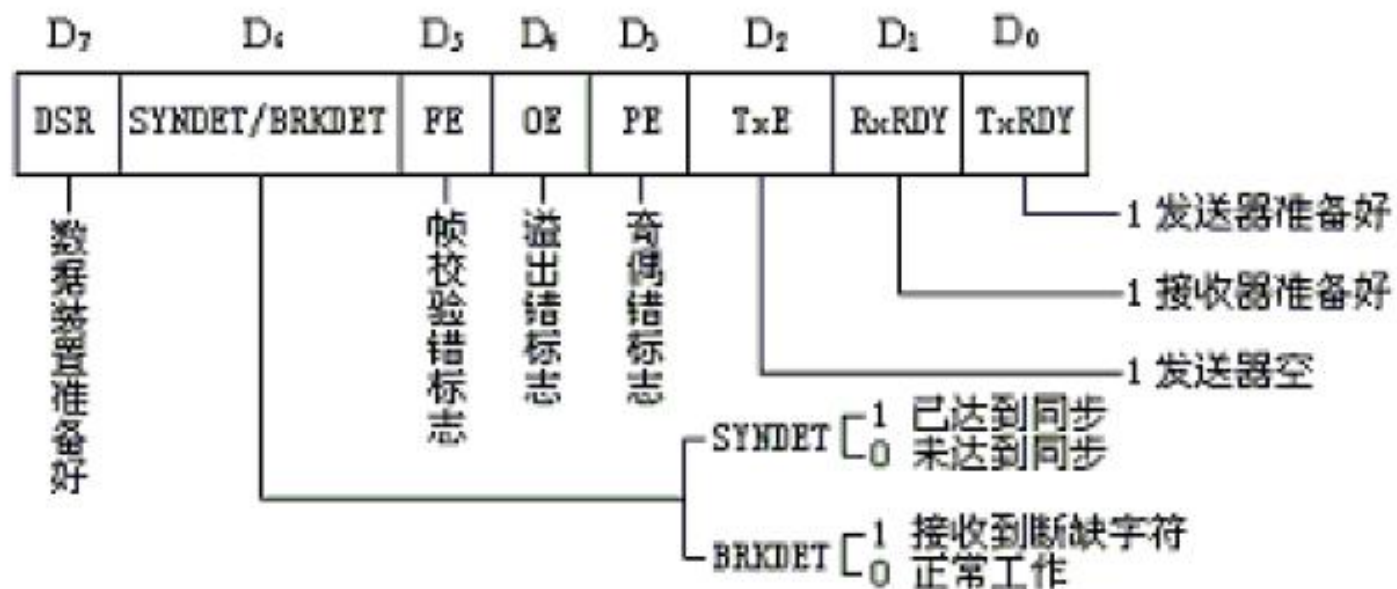 D₇ D₆ D₅ D₄ D₃ D₂ D₁ D₀
DSR SYNDET/BRKDET FE OE PE TxE RxRDY TxRDY
数据装置准备好
帧校验错标志
溢出错标志
奇偶错标志
1 发送器准备好
1 接收器准备好
1 发送器空
SYNDET 1 已达到同步
0 未达到同步
BRKDET 1 接收到断缺字符
0 正常工作